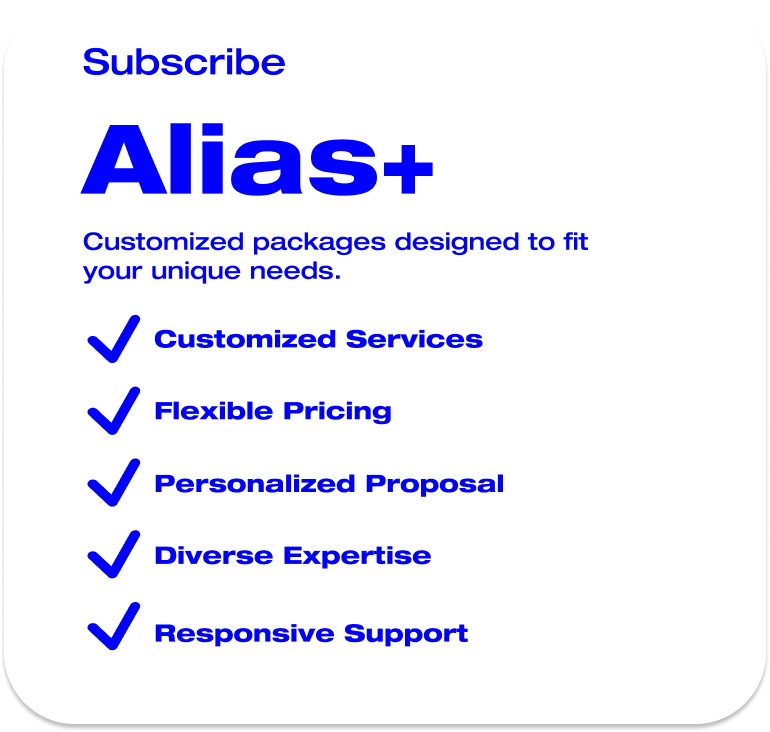 Subscribe
Alias+
Customized packages designed to fit
your unique needs.
Customized Services
Flexible Pricing
Personalized Proposal
Diverse Expertise
Responsive Support